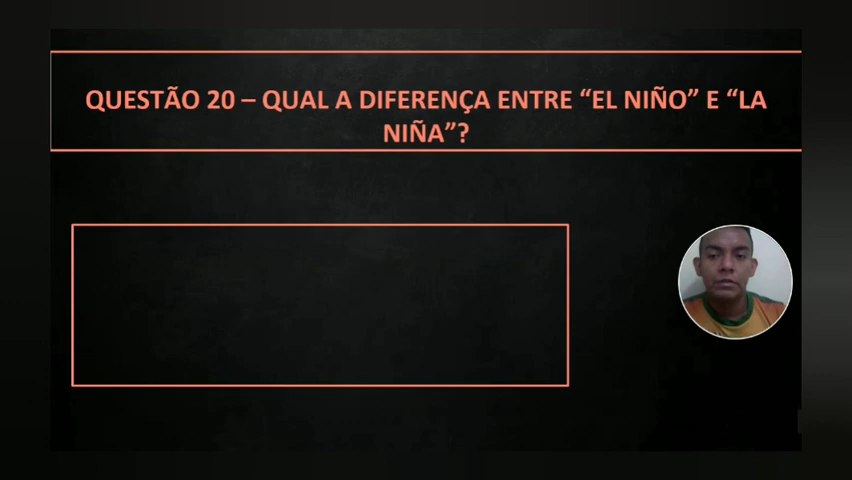 QUESTÃO 20 – QUAL A DIFERENÇA ENTRE “EL NIÑO” E “LA
NIÑA”?